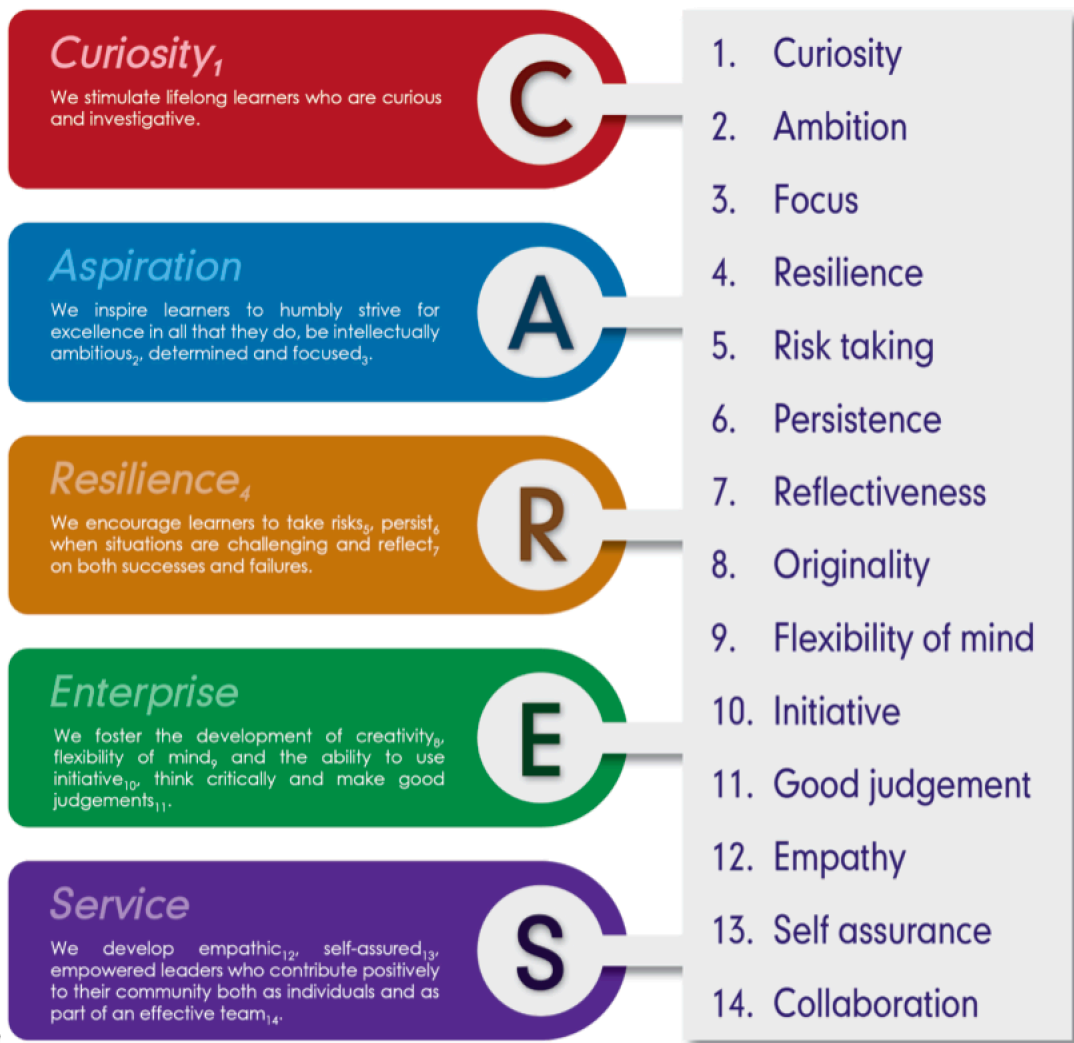 Curiosity₁
We stimulate lifelong learners who are curious
and investigative.
C
Aspiration
We inspire learners to humbly strive for
excellence in all that they do, be intellectually
ambitious₂, determined and focused₃.
A
Resilience₄
We encourage learners to take risks₅, persist₆
when situations are challenging and reflect₇
on both successes and failures.
R
Enterprise
We foster the development of creativity₈,
flexibility of mind₉ and the ability to use
initiative₁₀, think critically and make good
judgements₁₁.
E
Service
We develop empathic₁₂, self-assured₁₃,
empowered leaders who contribute positively
to their community both as individuals and as
part of an effective team₁₄.
S
1. Curiosity
2. Ambition
3. Focus
4. Resilience
5. Risk taking
6. Persistence
7. Reflectiveness
8. Originality
9. Flexibility of mind
10. Initiative
11. Good judgement
12. Empathy
13. Self assurance
14. Collaboration